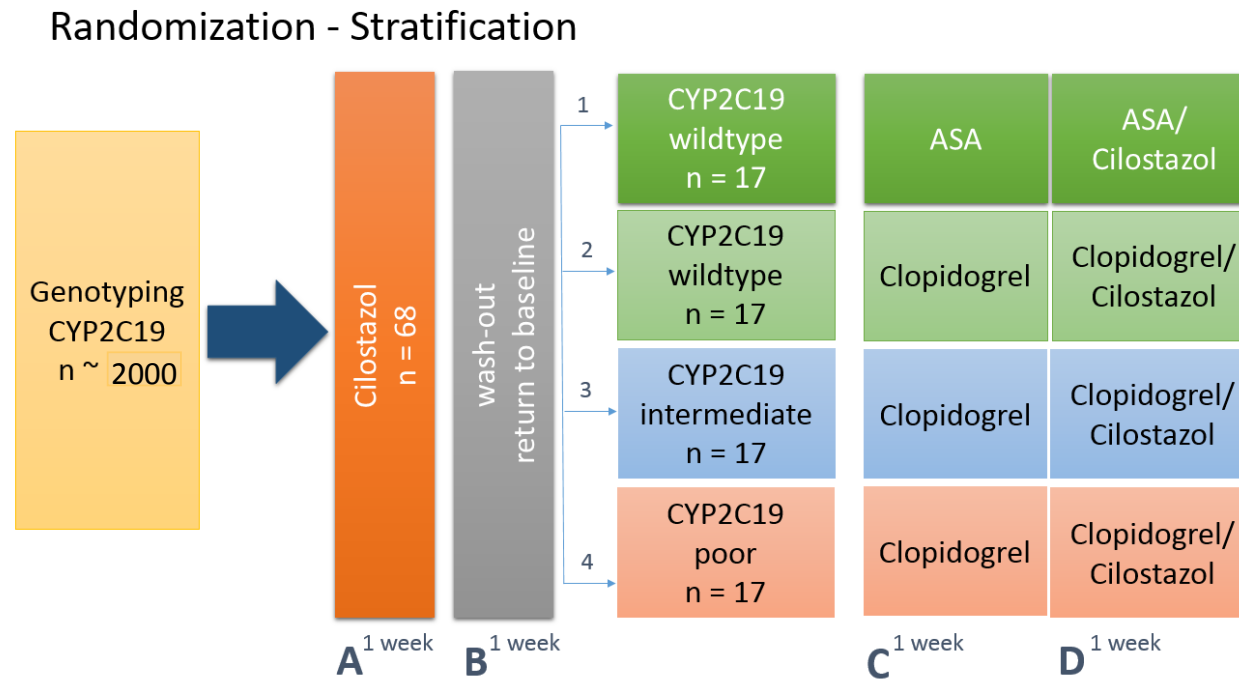 Randomization - Stratification
Genotyping
CYP2C19
n ~ 2000
Cilostazol
n = 68
wash-out
return to baseline
1
CYP2C19
wildtype
n = 17
ASA
ASA/
Cilostazol
2
CYP2C19
wildtype
n = 17
Clopidogrel
Clopidogrel/
Cilostazol
3
CYP2C19
intermediate
n = 17
Clopidogrel
Clopidogrel/
Cilostazol
4
CYP2C19
poor
n = 17
Clopidogrel
Clopidogrel/
Cilostazol
A 1 week
B 1 week
C 1 week
D 1 week